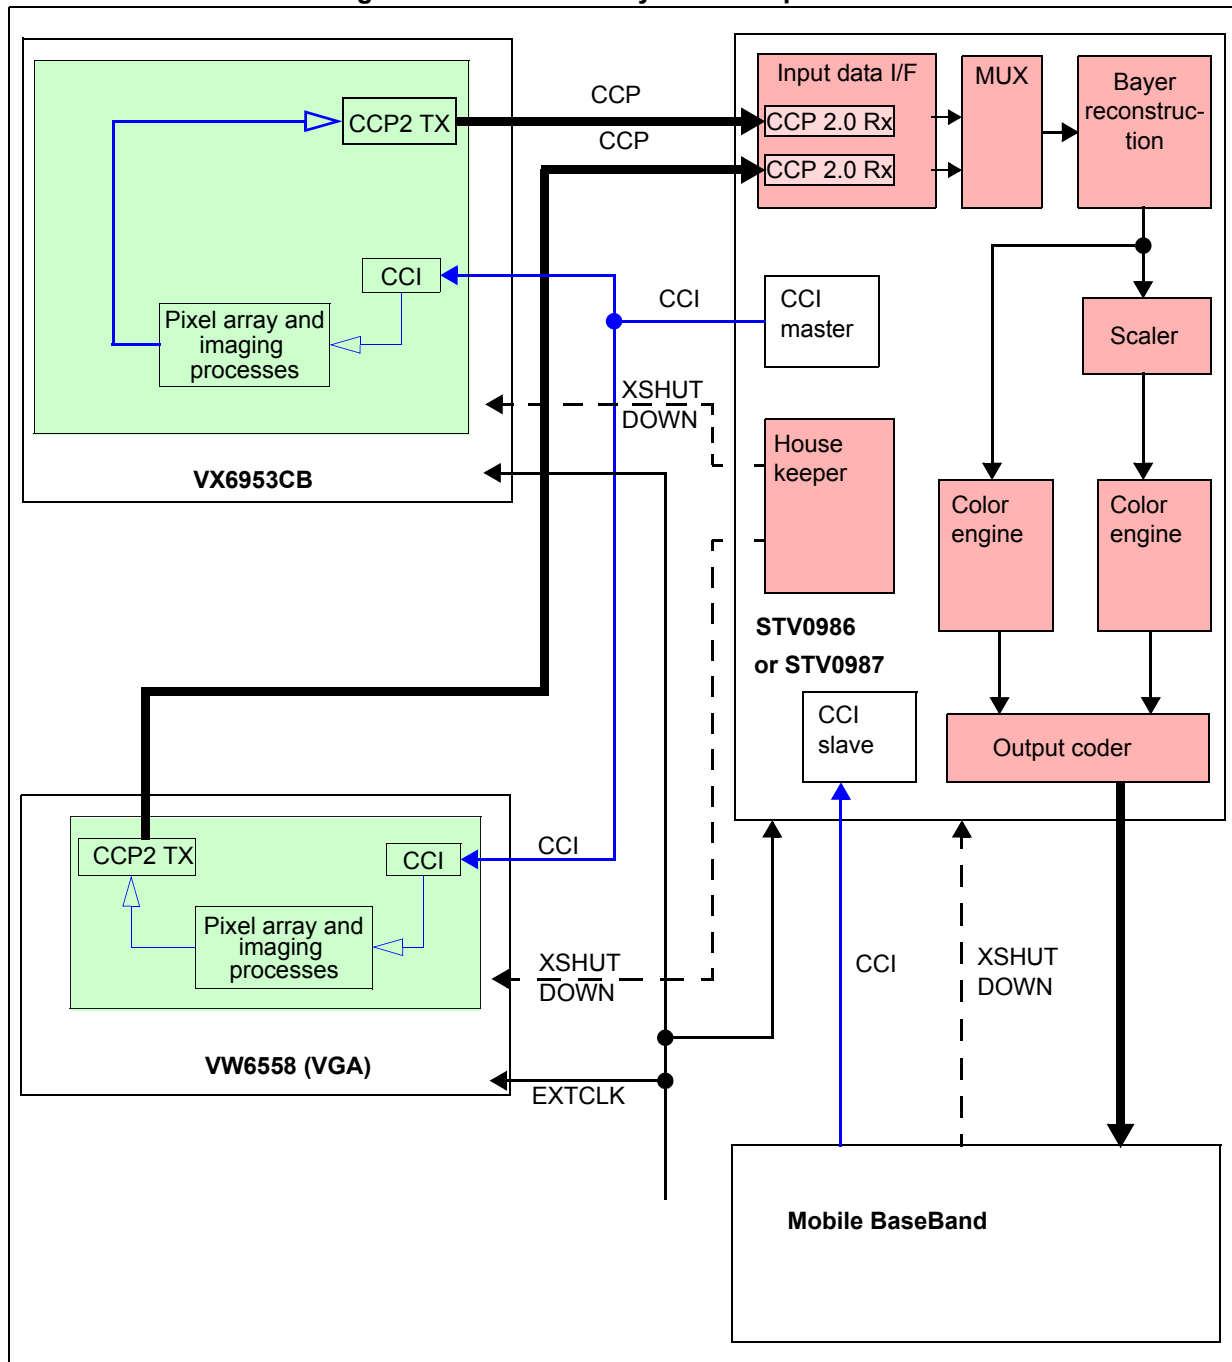 CCP2 TX
CCI
Pixel array and
imaging
processes
VX6953CB
CCP
CCP
CCI
XSHUT
DOWN
Input data I/F
CCP 2.0 Rx
CCP 2.0 Rx
MUX
Bayer
reconstruc-
tion
CCI
master
Scaler
House
keeper
Color
engine
Color
engine
STV0986
or STV0987
CCI
slave
Output coder
CCP2 TX
CCI
Pixel array and
imaging
processes
VW6558 (VGA)
CCI
XSHUT
DOWN
EXTCLK
CCI
XSHUT
DOWN
Mobile BaseBand